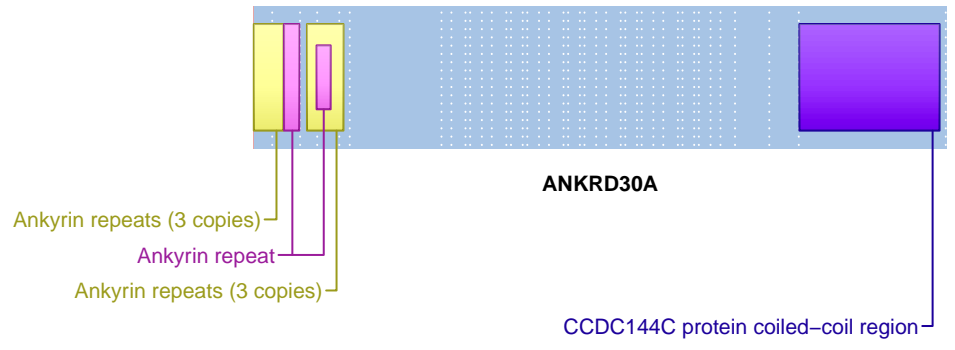 ANKRD30A
Ankyrin repeats (3 copies)
Ankyrin repeat
Ankyrin repeats (3 copies)
CCDC144C protein coiled−coil region